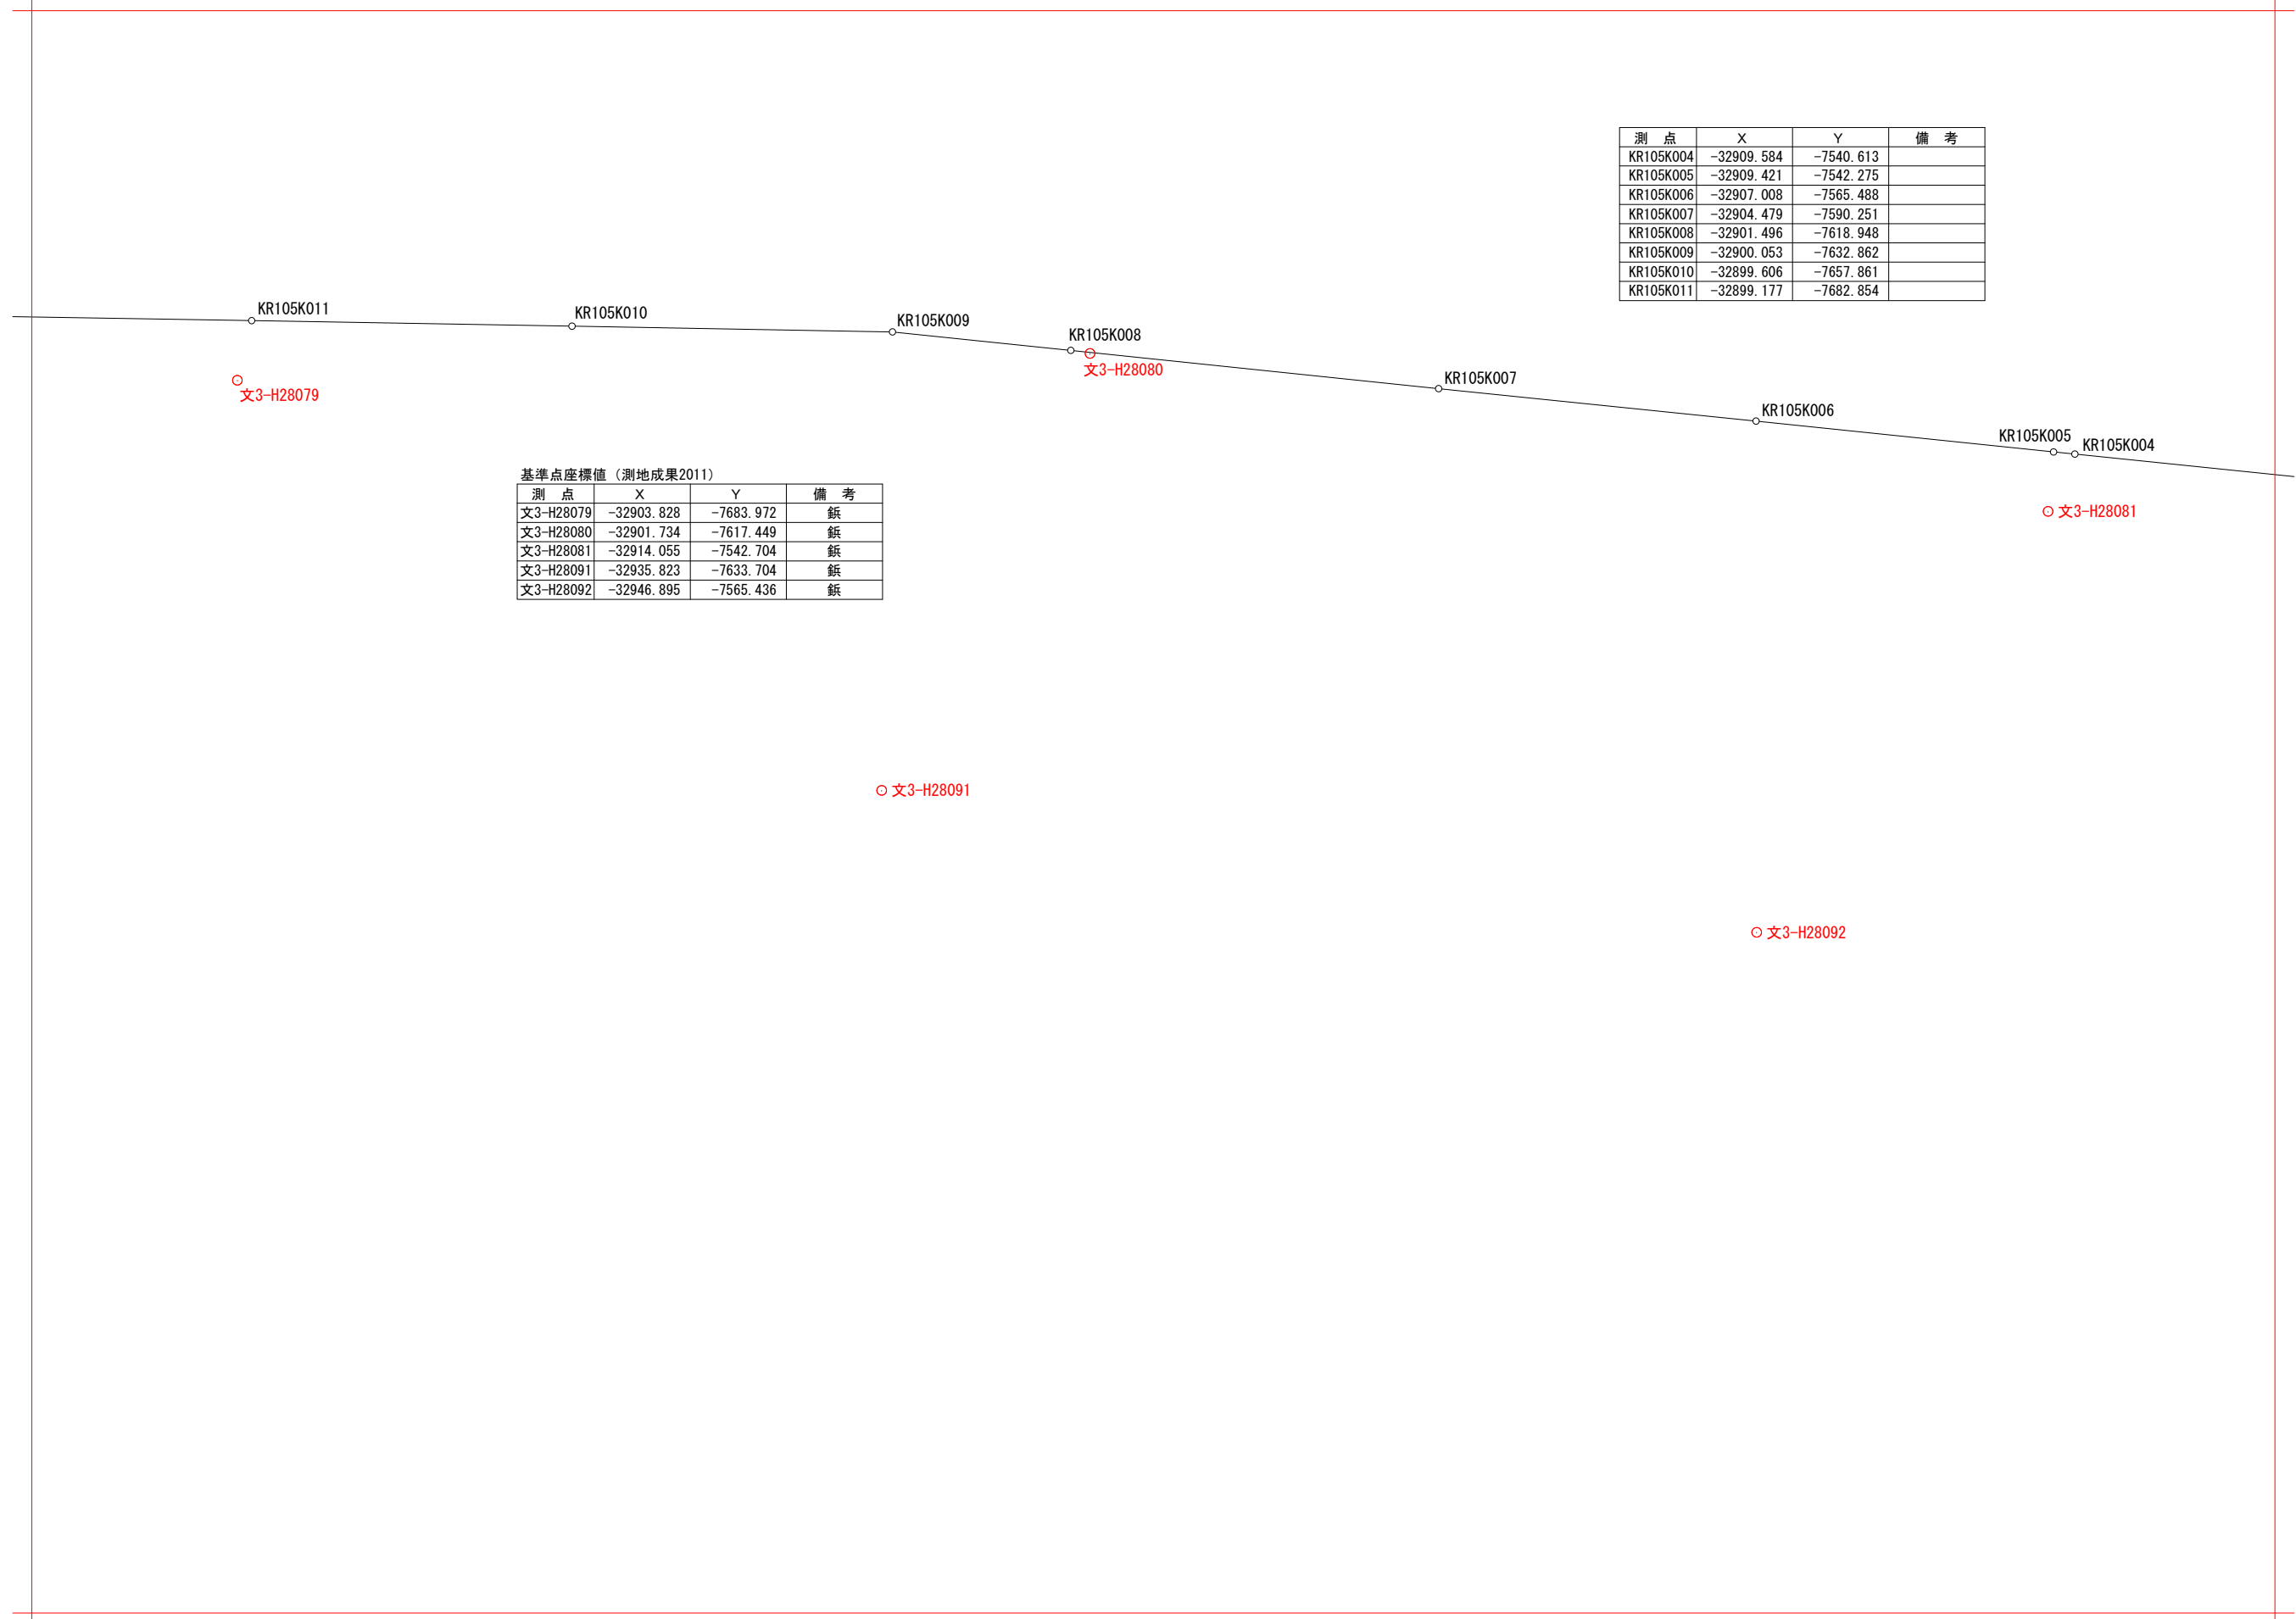 測　点 X Y 備　考
KR105K004 -32909.584 -7540.613
KR105K005 -32909.421 -7542.275
KR105K006 -32907.008 -7565.488
KR105K007 -32904.479 -7590.251
KR105K008 -32901.496 -7618.948
KR105K009 -32900.053 -7632.862
KR105K010 -32899.606 -7657.861
KR105K011 -32899.177 -7682.854
KR105K011
KR105K010
KR105K009
KR105K008
文3-H28080
KR105K007
文3-H28079
KR105K006
KR105K005
KR105K004
基準点座標値（測地成果2011）
測　点 X Y 備　考
文3-H28079 -32903.828 -7683.972 鋲
文3-H28080 -32901.734 -7617.449 鋲
文3-H28081 -32914.055 -7542.704 鋲
文3-H28091 -32935.823 -7633.704 鋲
文3-H28092 -32946.895 -7565.436 鋲
文3-H28081
文3-H28091
文3-H28092